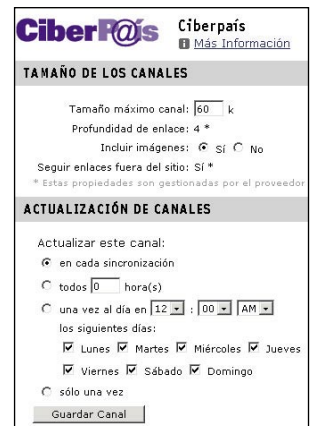 CiberP@ís
Ciberpaís
Más Información
TAMAÑO DE LOS CANALES
Tamaño máximo canal: 60 k
Profundidad de enlace: 4 *
Incluir imágenes: Sí No
Seguir enlaces fuera del sitio: Sí *
* Estas propiedades son gestionadas por el proveedor
ACTUALIZACIÓN DE CANALES
Actualizar este canal:
en cada sincronización
todos 0 hora(s)
una vez al día en 12 : 00 AM
los siguientes días:
Lunes Martes Miércoles Jueves
Viernes Sábado Domingo
sólo una vez
Guardar Canal